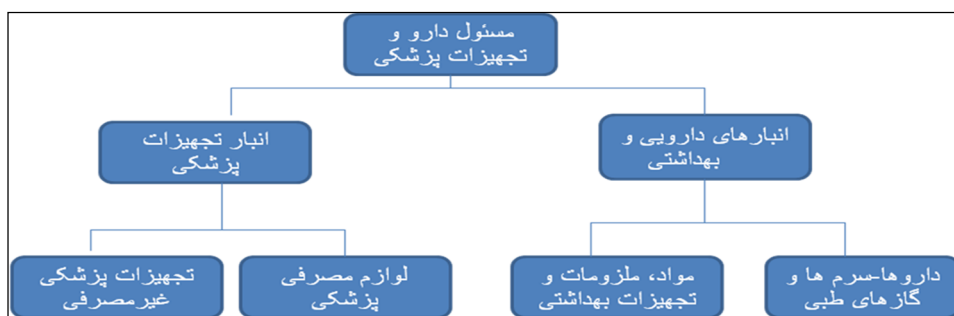 مسئول دارو و
تجهیزات پزشکی
انبارهای دارویی و
بهداشتی
انبار تجهیزات
پزشکی
داروها-سرم ها و
گازهای طبی
مواد، ملزومات و
تجهیزات بهداشتی
لوازم مصرفی
پزشکی
تجهیزات پزشکی
غیرمصرفی